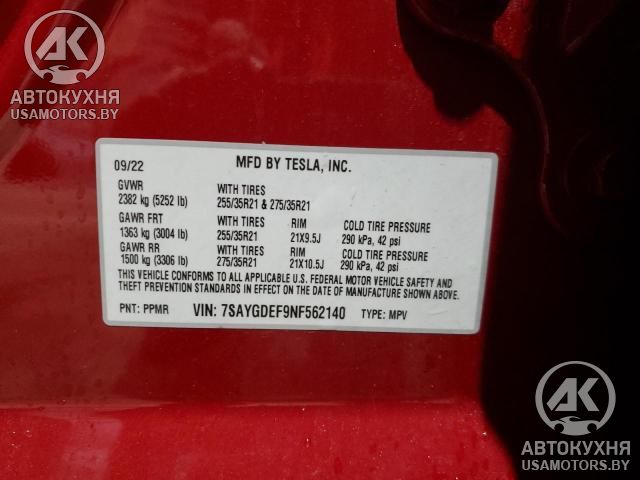 АК
АВТОКУХНЯ
USAMOTORS.BY
09/22 MFD BY TESLA, INC.
GVWR WITH TIRES
2382 kg (5252 lb) 255/35R21 & 275/35R21
GAWR FRT WITH TIRES RIM COLD TIRE PRESSURE
1363 kg (3004 lb) 255/35R21 21X9.5J 290 kPa, 42 psi
GAWR RR WITH TIRES RIM COLD TIRE PRESSURE
1500 kg (3306 lb) 275/35R21 21X10.5J 290 kPa, 42 psi
THIS VEHICLE CONFORMS TO ALL APPLICABLE U.S. FEDERAL MOTOR VEHICLE SAFETY AND
THEFT PREVENTION STANDARDS IN EFFECT ON THE DATE OF MANUFACTURE SHOWN ABOVE.
PNT: PPMR VIN: 7SAYGDEF9NF562140 TYPE: MPV
АК
АВТОКУХНЯ
USAMOTORS.BY